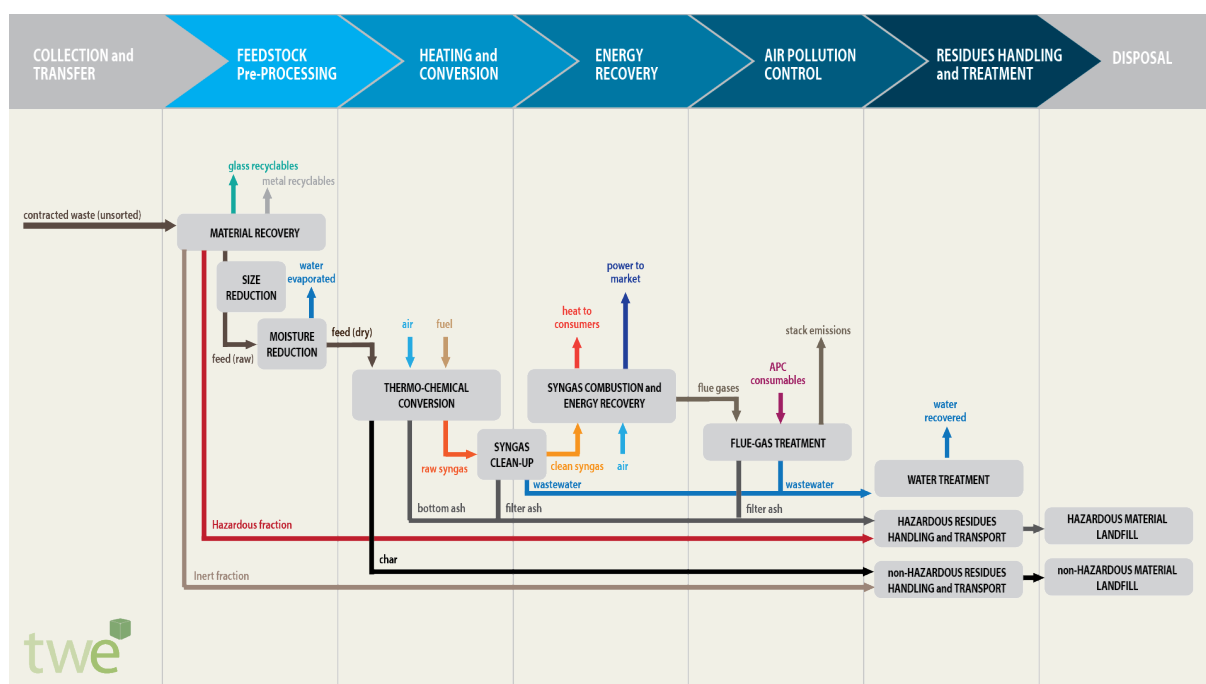 COLLECTION and
TRANSFER
FEEDSTOCK
Pre-PROCESSING
HEATING and
CONVERSION
ENERGY
RECOVERY
AIR POLLUTION
CONTROL
RESIDUES HANDLING
and TREATMENT
DISPOSAL
glass recyclables
metal recyclables
contracted waste (unsorted)
MATERIAL RECOVERY
SIZE
REDUCTION
water
evaporated
MOISTURE
REDUCTION
feed (raw)
feed (dry)
air
fuel
THERMO-CHEMICAL
CONVERSION
raw syngas
SYNGAS
CLEAN-UP
clean syngas
heat to
consumers
power to
market
SYNGAS COMBUSTION and
ENERGY RECOVERY
air
flue gases
APC
consumables
stack emissions
FLUE-GAS TREATMENT
water
recovered
WATER TREATMENT
wastewater
wastewater
bottom ash
filter ash
filter ash
Hazardous fraction
HAZARDOUS RESIDUES
HANDLING and TRANSPORT
HAZARDOUS MATERIAL
LANDFILL
char
Inert fraction
non-HAZARDOUS RESIDUES
HANDLING and TRANSPORT
non-HAZARDOUS MATERIAL
LANDFILL
twe